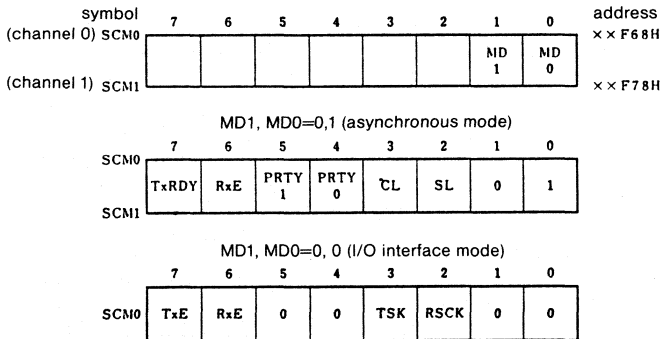 symbol 7 6 5 4 3 2 1 0 address
(channel 0) SCM0 ××F68H
MD MD
1 0
(channel 1) SCM1 ××F78H
MD1, MD0=0,1 (asynchronous mode)
7 6 5 4 3 2 1 0
SCM0
TxRDY RxE PRTY PRTY CL SL 0 1
1 0
SCM1
MD1, MD0=0, 0 (I/O interface mode)
7 6 5 4 3 2 1 0
SCM0 TxE RxE 0 0 TSK RSCK 0 0